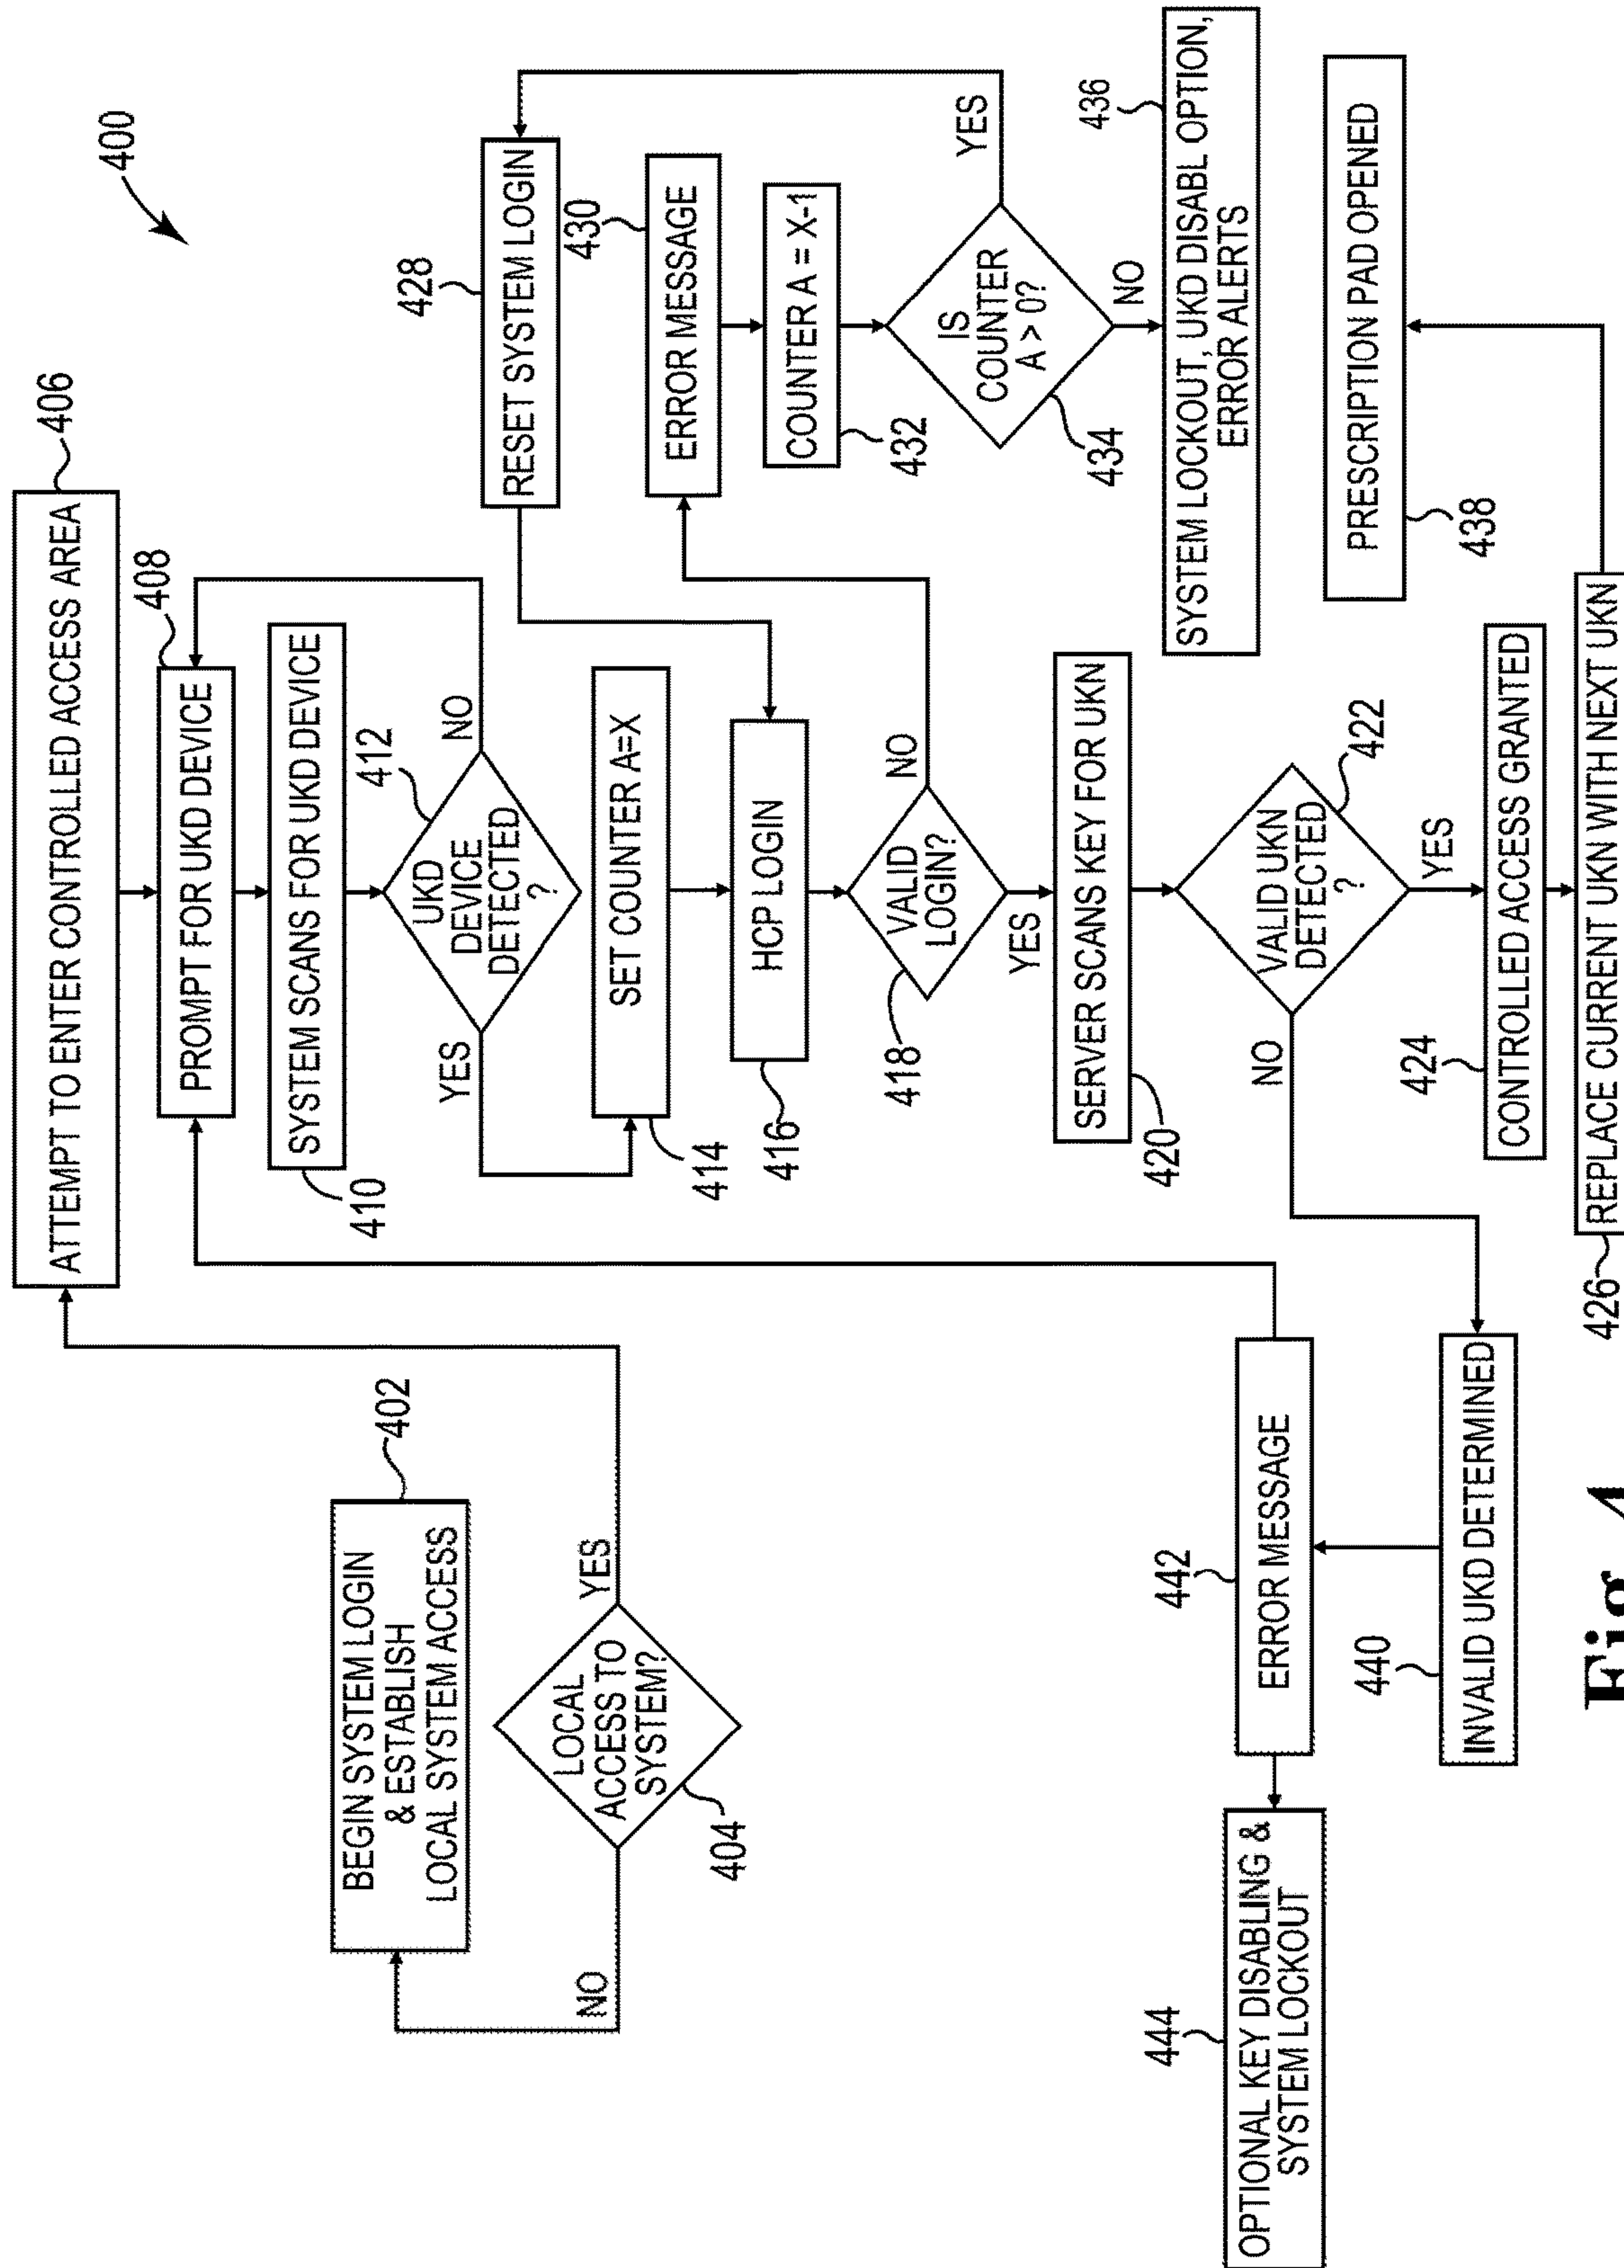 400
402
BEGIN SYSTEM LOGIN
& ESTABLISH
LOCAL SYSTEM ACCESS
LOCAL
ACCESS TO
SYSTEM?
404
NO
YES
406
ATTEMPT TO ENTER CONTROLLED ACCESS AREA
408
PROMPT FOR UKD DEVICE
SYSTEM SCANS FOR UKD DEVICE
410
412
UKD
DEVICE
DETECTED
?
NO
YES
SET COUNTER A=X
414
HCP LOGIN
416
VALID
LOGIN?
418
NO
YES
SERVER SCANS KEY FOR UKN
420
VALID UKN
DETECTED
?
422
NO
YES
CONTROLLED ACCESS GRANTED
424
REPLACE CURRENT UKN WITH NEXT UKN
426
428
RESET SYSTEM LOGIN
430
ERROR MESSAGE
COUNTER A = X-1
432
IS
COUNTER
A > 0?
434
YES
NO
436
SYSTEM LOCKOUT, UKD DISABL OPTION,
ERROR ALERTS
PRESCRIPTION PAD OPENED
438
442
ERROR MESSAGE
440
INVALID UKD DETERMINED
444
OPTIONAL KEY DISABLING &
SYSTEM LOCKOUT
Fig. 4